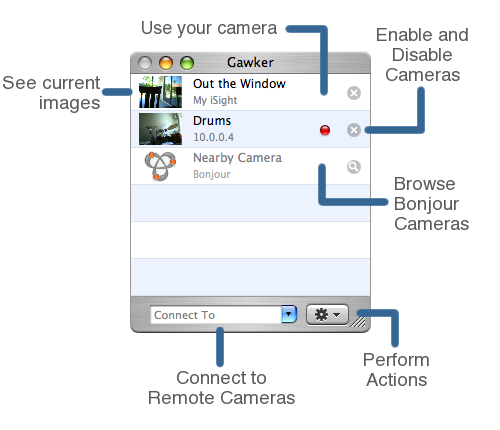 Use your camera
Enable and
Disable
Cameras
See current
images
Gawker
Out the Window
My iSight
Drums
10.0.0.4
Nearby Camera
Bonjour
Browse
Bonjour
Cameras
Connect To
Perform
Actions
Connect to
Remote Cameras